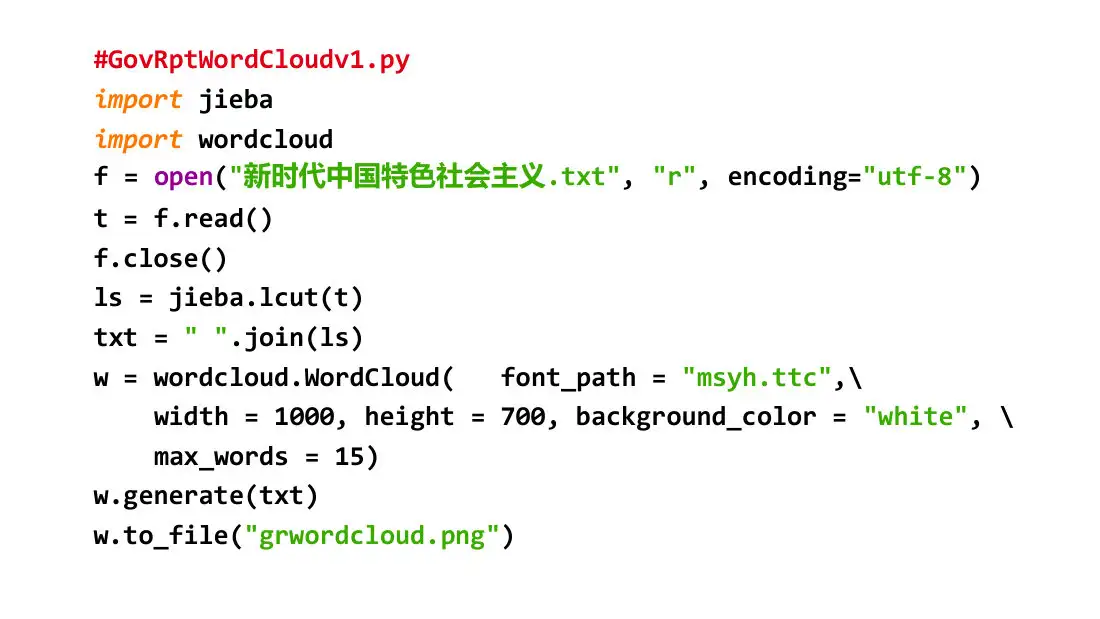 #GovRptWordCloudv1.py
import jieba
import wordcloud
f = open("新时代中国特色社会主义.txt", "r", encoding="utf-8")
t = f.read()
f.close()
ls = jieba.lcut(t)
txt = " ".join(ls)
w = wordcloud.WordCloud(   font_path = "msyh.ttc",\
    width = 1000, height = 700, background_color = "white", \
    max_words = 15)
w.generate(txt)
w.to_file("grwordcloud.png")